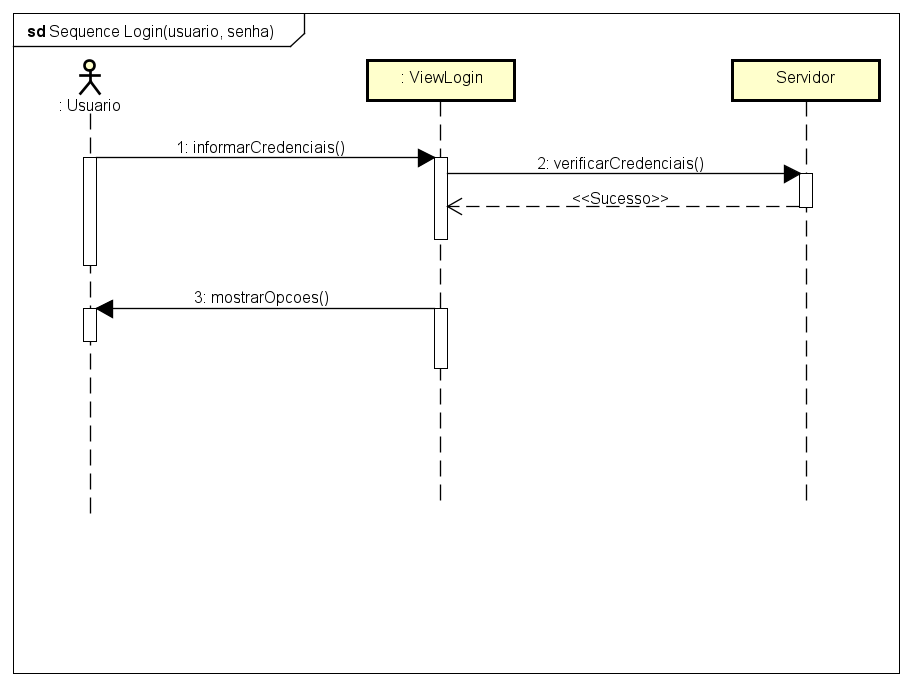 sd Sequence Login(usuario, senha)
: Usuario
: ViewLogin
Servidor
1: informarCredenciais()
2: verificarCredenciais()
<<Sucesso>>
3: mostrarOpcoes()